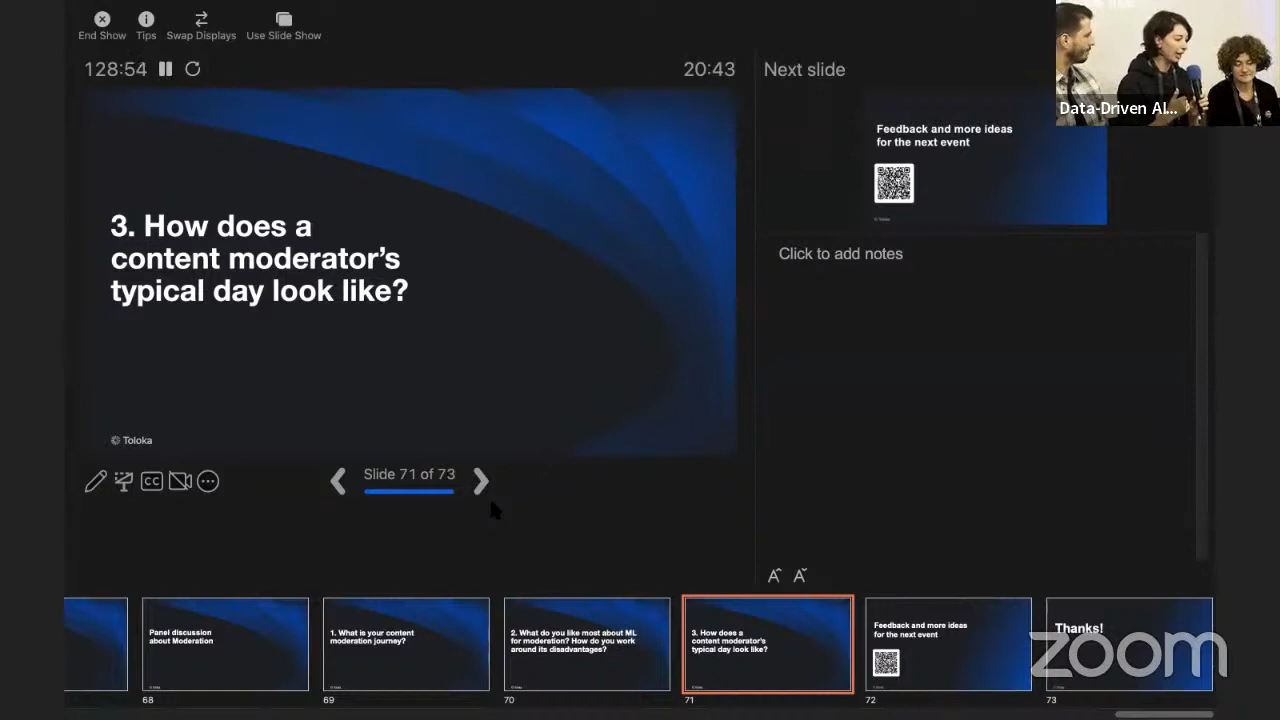 End Show
Tips
Swap Displays
Use Slide Show
128:54
20:43
Next slide
Data-Driven AI...
3. How does a
content moderator's
typical day look like?
Toloka
Feedback and more ideas
for the next event
Toloka
Click to add notes
CC
Slide 71 of 73
Panel discussion
about Moderation
1. What is your content
moderation journey?
2. What do you like most about ML
for moderation? How do you work
around its disadvantages?
3. How does a
content moderator's
typical day look like?
Feedback and more ideas
for the next event
Thanks!
68
69
70
71
72
73
zoom